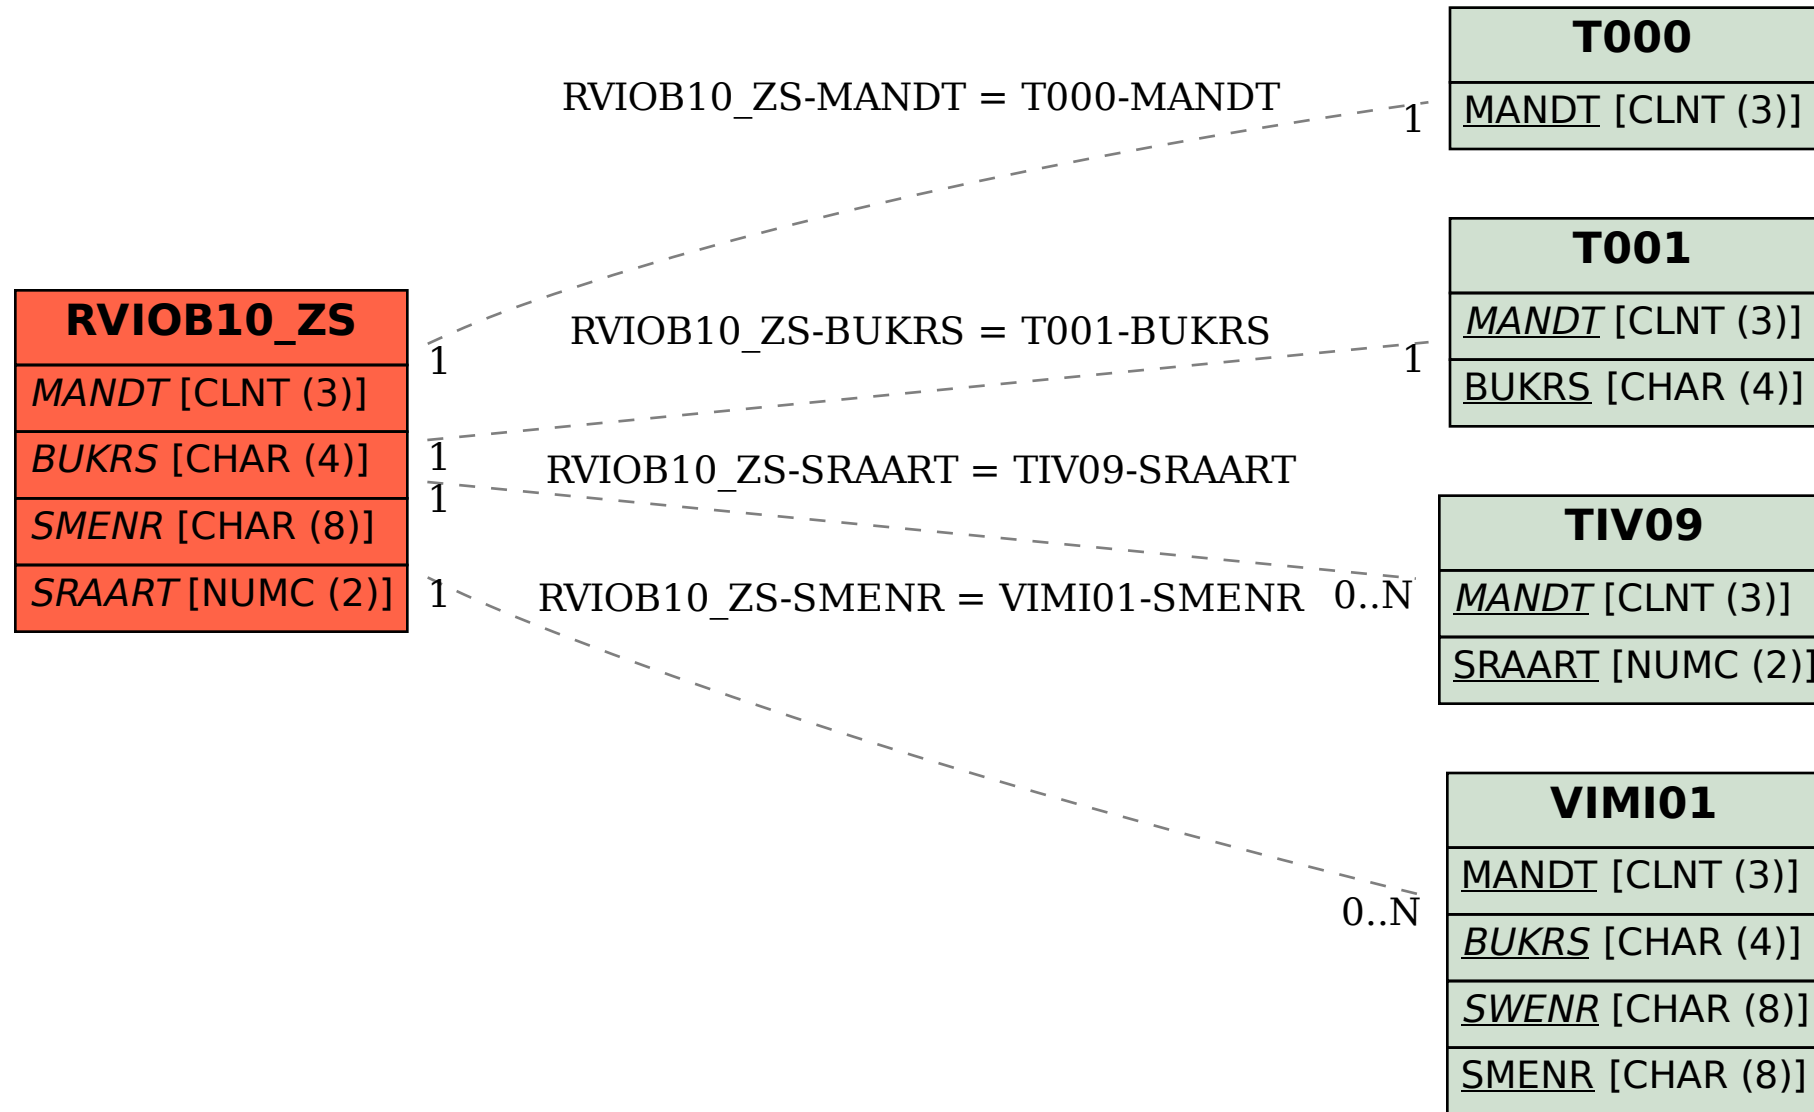 RVIOB10_ZS
MANDT [CLNT (3)]
BUKRS [CHAR (4)]
SMENR [CHAR (8)]
SRAART [NUMC (2)]
RVIOB10_ZS-MANDT = T000-MANDT
1
1
RVIOB10_ZS-BUKRS = T001-BUKRS
1
1
RVIOB10_ZS-SRAART = TIV09-SRAART
1
0..N
RVIOB10_ZS-SMENR = VIMI01-SMENR
1
0..N
T000
MANDT [CLNT (3)]
T001
MANDT [CLNT (3)]
BUKRS [CHAR (4)]
TIV09
MANDT [CLNT (3)]
SRAART [NUMC (2)]
VIMI01
MANDT [CLNT (3)]
BUKRS [CHAR (4)]
SWENR [CHAR (8)]
SMENR [CHAR (8)]